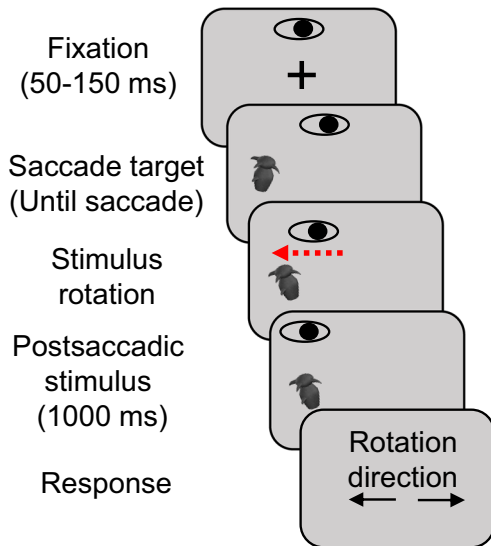 Fixation
(50-150 ms)
Saccade target
(Until saccade)
Stimulus
rotation
Postsaccadic
stimulus
(1000 ms)
Response
Rotation
direction